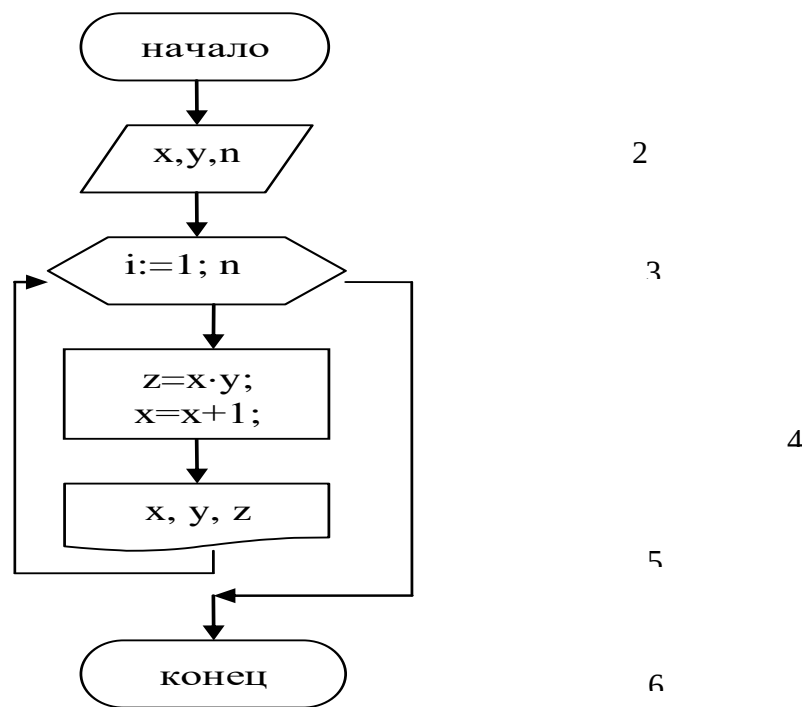 начало
x,y,n
2
i:=1; n
3
z=x·y;
x=x+1;
4
x, y, z
5
конец
6